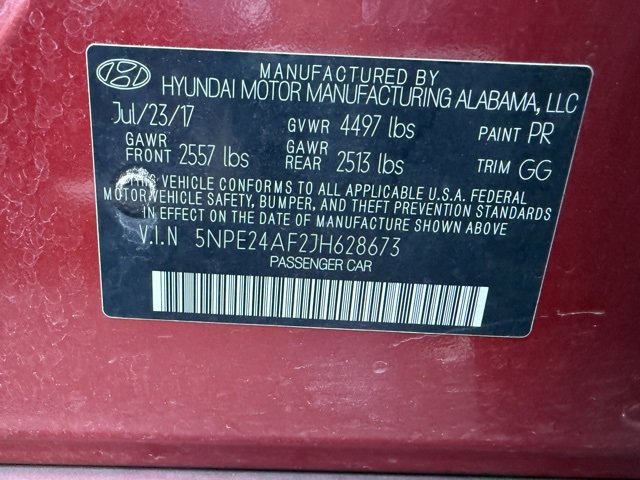 MANUFACTURED BY
HYUNDAI MOTOR MANUFACTURING ALABAMA, LLC
Jul/23/17 GVWR 4497 lbs PAINT PR
GAWR FRONT 2557 lbs GAWR REAR 2513 lbs TRIM GG
THIS VEHICLE CONFORMS TO ALL APPLICABLE U.S.A. FEDERAL
MOTOR VEHICLE SAFETY, BUMPER, AND THEFT PREVENTION STANDARDS
IN EFFECT ON THE DATE OF MANUFACTURE SHOWN ABOVE.
V.I.N 5NPE24AF2JH628673
PASSENGER CAR